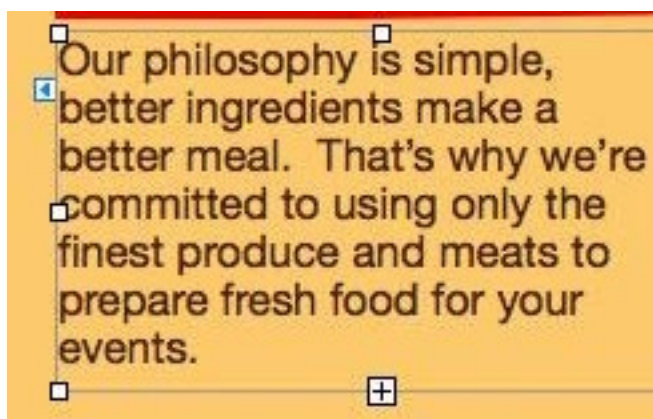 Our philosophy is simple,
better ingredients make a
better meal.  That’s why we’re
committed to using only the
finest produce and meats to
prepare fresh food for your
events.